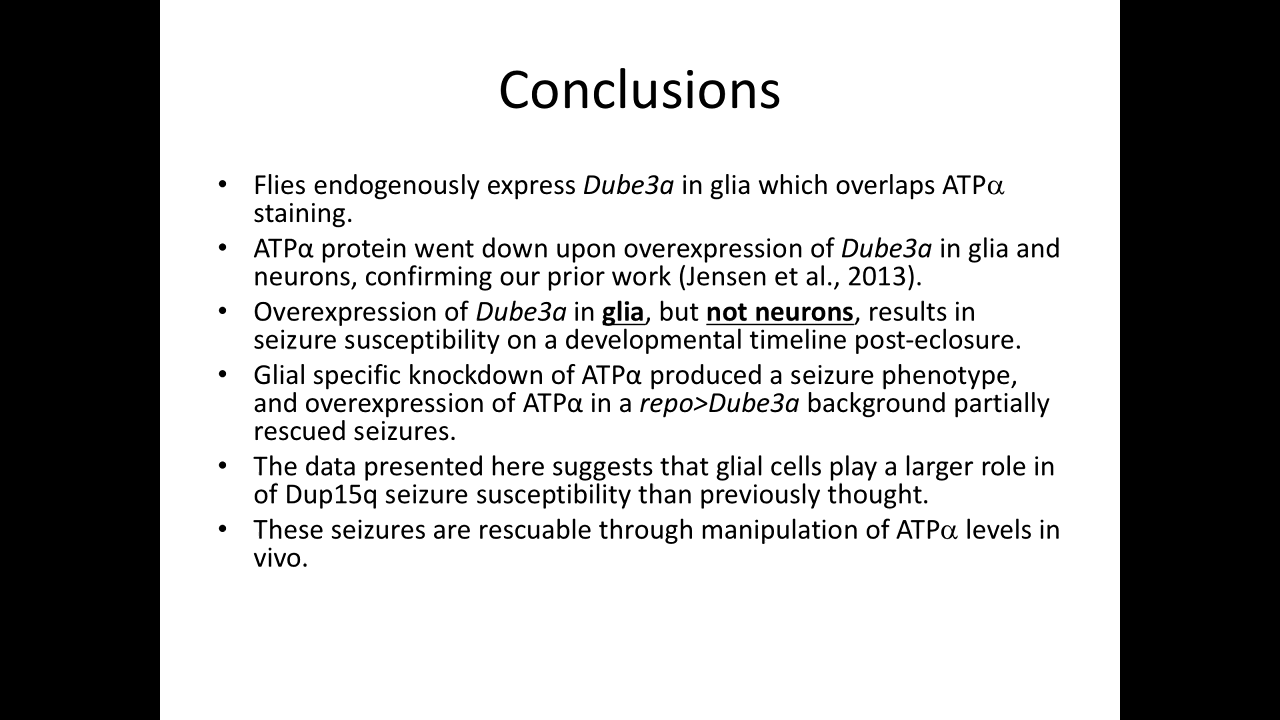 Conclusions
• Flies endogenously express Dube3a in glia which overlaps ATPα
staining.
• ATPα protein went down upon overexpression of Dube3a in glia and
neurons, confirming our prior work (Jensen et al., 2013).
• Overexpression of Dube3a in glia, but not neurons, results in
seizure susceptibility on a developmental timeline post-eclosure.
• Glial specific knockdown of ATPα produced a seizure phenotype,
and overexpression of ATPα in a repo>Dube3a background partially
rescued seizures.
• The data presented here suggests that glial cells play a larger role in
of Dup15q seizure susceptibility than previously thought.
• These seizures are rescuable through manipulation of ATPα levels in
vivo.